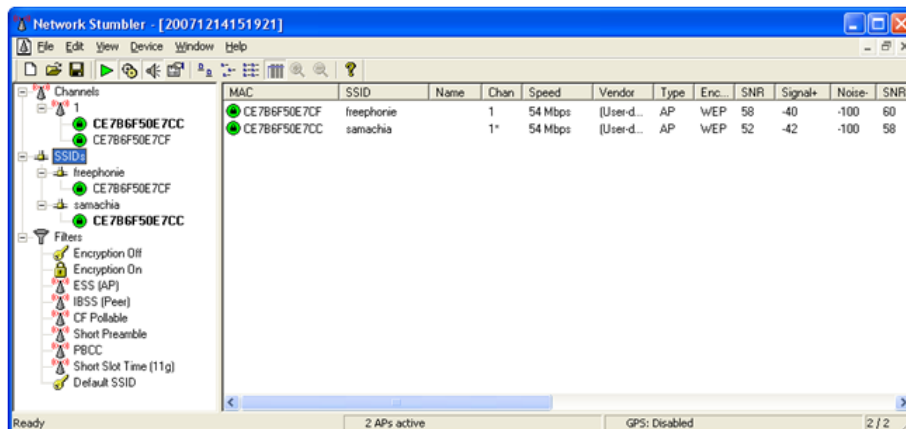 Network Stumbler - [20071214151921]
File Edit View Device Window Help
Channels
1
CE7B6F50E7CC
CE7B6F50E7CF
SSIDs
freephonie
CE7B6F50E7CF
samachia
CE7B6F50E7CC
Filters
Encryption Off
Encryption On
ESS (AP)
IBSS (Peer)
CF Pollable
Short Preamble
PBCC
Short Slot Time (11g)
Default SSID
MAC SSID Name Chan Speed Vendor Type Enc... SNR Signal+ Noise- SNR
CE7B6F50E7CF freephonie 1 54 Mbps (User-d... AP WEP 58 -40 -100 60
CE7B6F50E7CC samachia 1* 54 Mbps (User-d... AP WEP 52 -42 -100 58
Ready 2 APs active GPS: Disabled 2 / 2